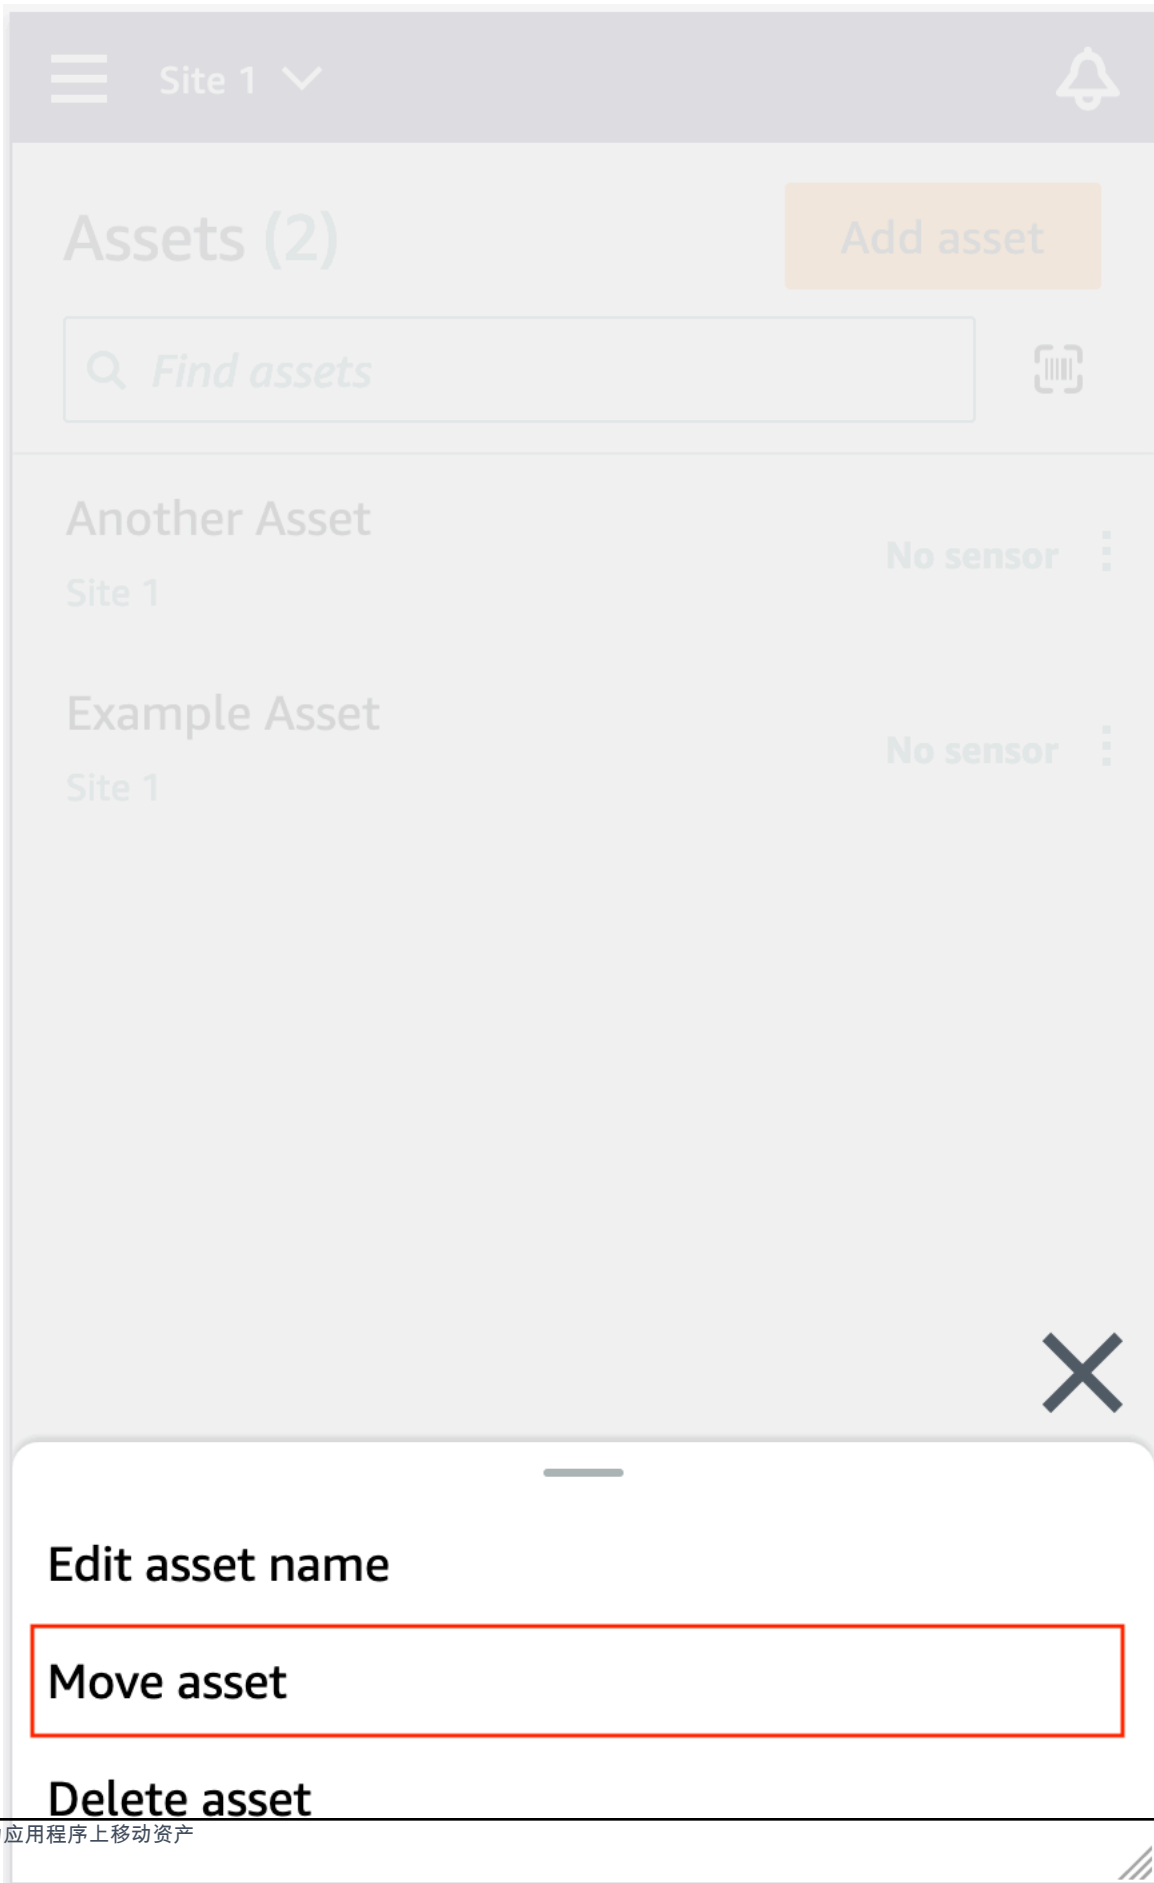 Site 1
Assets (2)
Add asset
Find assets
Another Asset
No sensor
Site 1
Example Asset
No sensor
Site 1
Edit asset name
Move asset
Delete asset
应用程序上移动资产